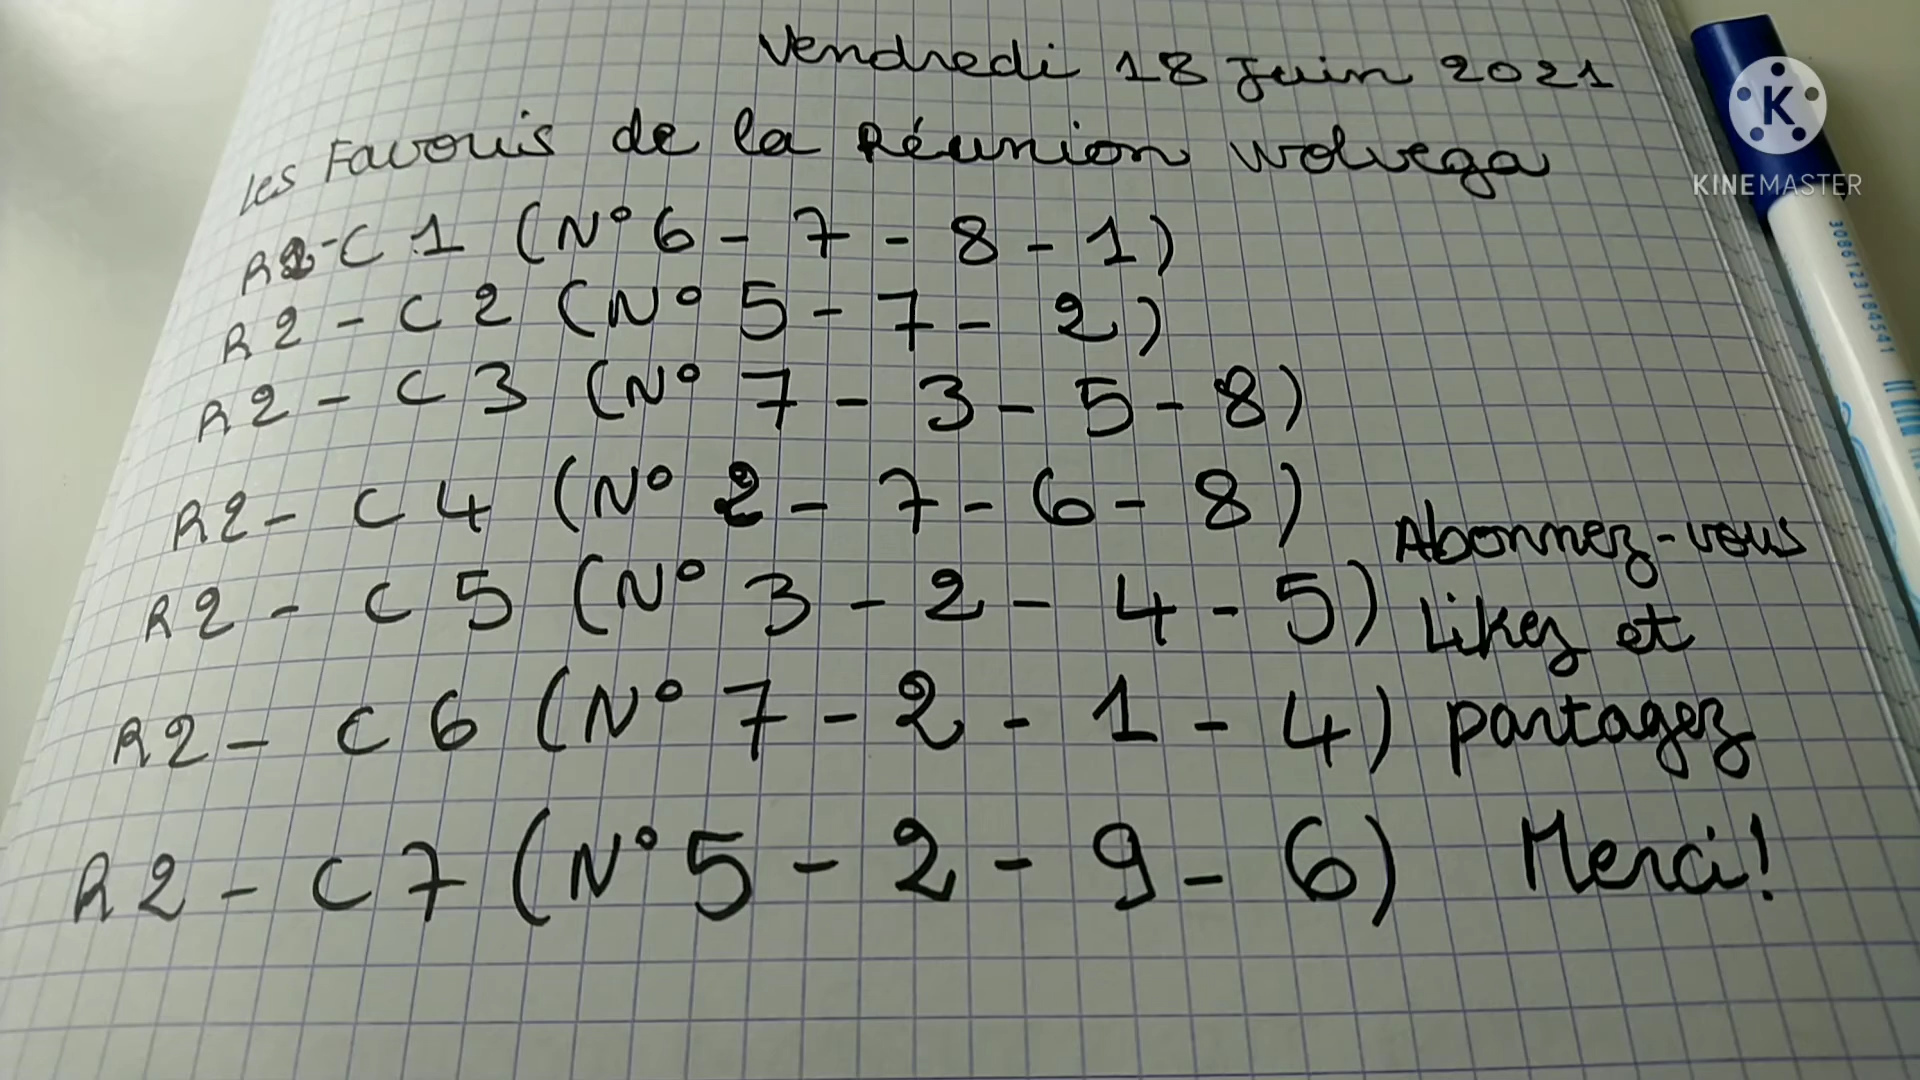 Vendredi 18 Juin 2021
Les Favoris de la Réunion Wolvega
R2-C1 (N° 6 - 7 - 8 - 1)
R2 - C2 (N° 5 - 7 - 2)
R2 - C3 (N° 7 - 3 - 5 - 8)
R2 - C4 (N° 2 - 7 - 6 - 8)
R2 - C5 (N° 3 - 2 - 4 - 5)
R2 - C6 (N° 7 - 2 - 1 - 4)
R2 - C7 (N° 5 - 2 - 9 - 6)
Abonnez-vous
Likez et
partagez
Merci!
K
KINEMASTER
3086123184541